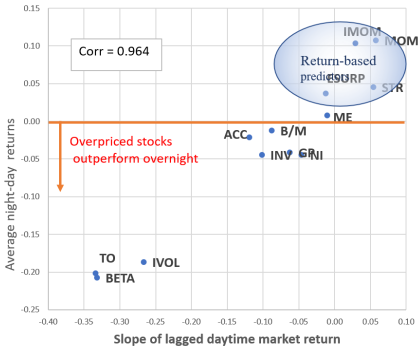 0.15
0.10
0.05
0.00
-0.05
-0.10
-0.15
-0.20
-0.25
Average night-day returns
Corr = 0.964
IMOM
MOM
Return-based
predictors
ESURP
STR
ME
Overpriced stocks
outperform overnight
ACC
B/M
INV
GP
NI
TO
IVOL
BETA
-0.40 -0.35 -0.30 -0.25 -0.20 -0.15 -0.10 -0.05 0.00 0.05 0.10
Slope of lagged daytime market return